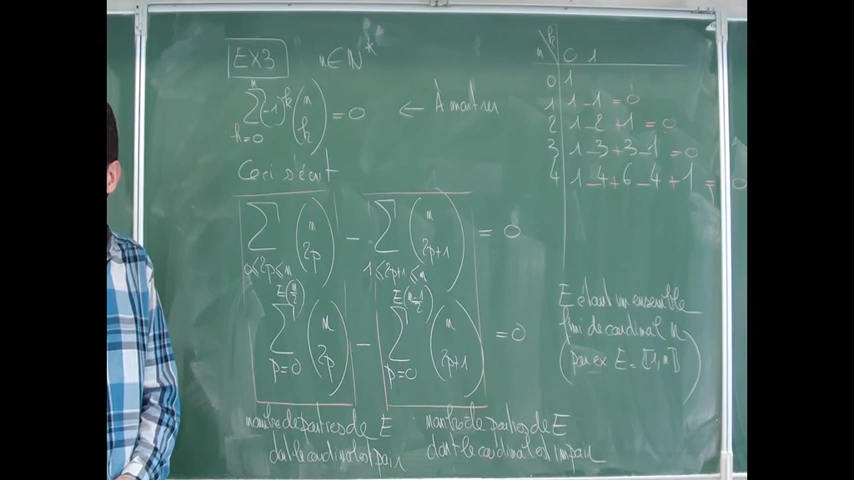 EX3 n∈ℕ*
∑_{k=0}^{n} (-1)^k (n k) = 0 ← À montrer
Ceci s'écrit
∑_{0≤2p≤n} (n 2p) - ∑_{1≤2p+1≤n} (n 2p+1) = 0
∑_{p=0}^{E(n/2)} (n 2p) - ∑_{p=0}^{E((n-1)/2)} (n 2p+1) = 0
nombre de parties de E
dont le cardinal est pair
nombre de parties de E
dont le cardinal est impair
n\k 0 1
0 1
1 1-1=0
2 1-2+1=0
3 1-3+3-1=0
4 1-4+6-4+1=0
E étant un ensemble
fini de cardinal n
(par ex E=⟦1,n⟧)